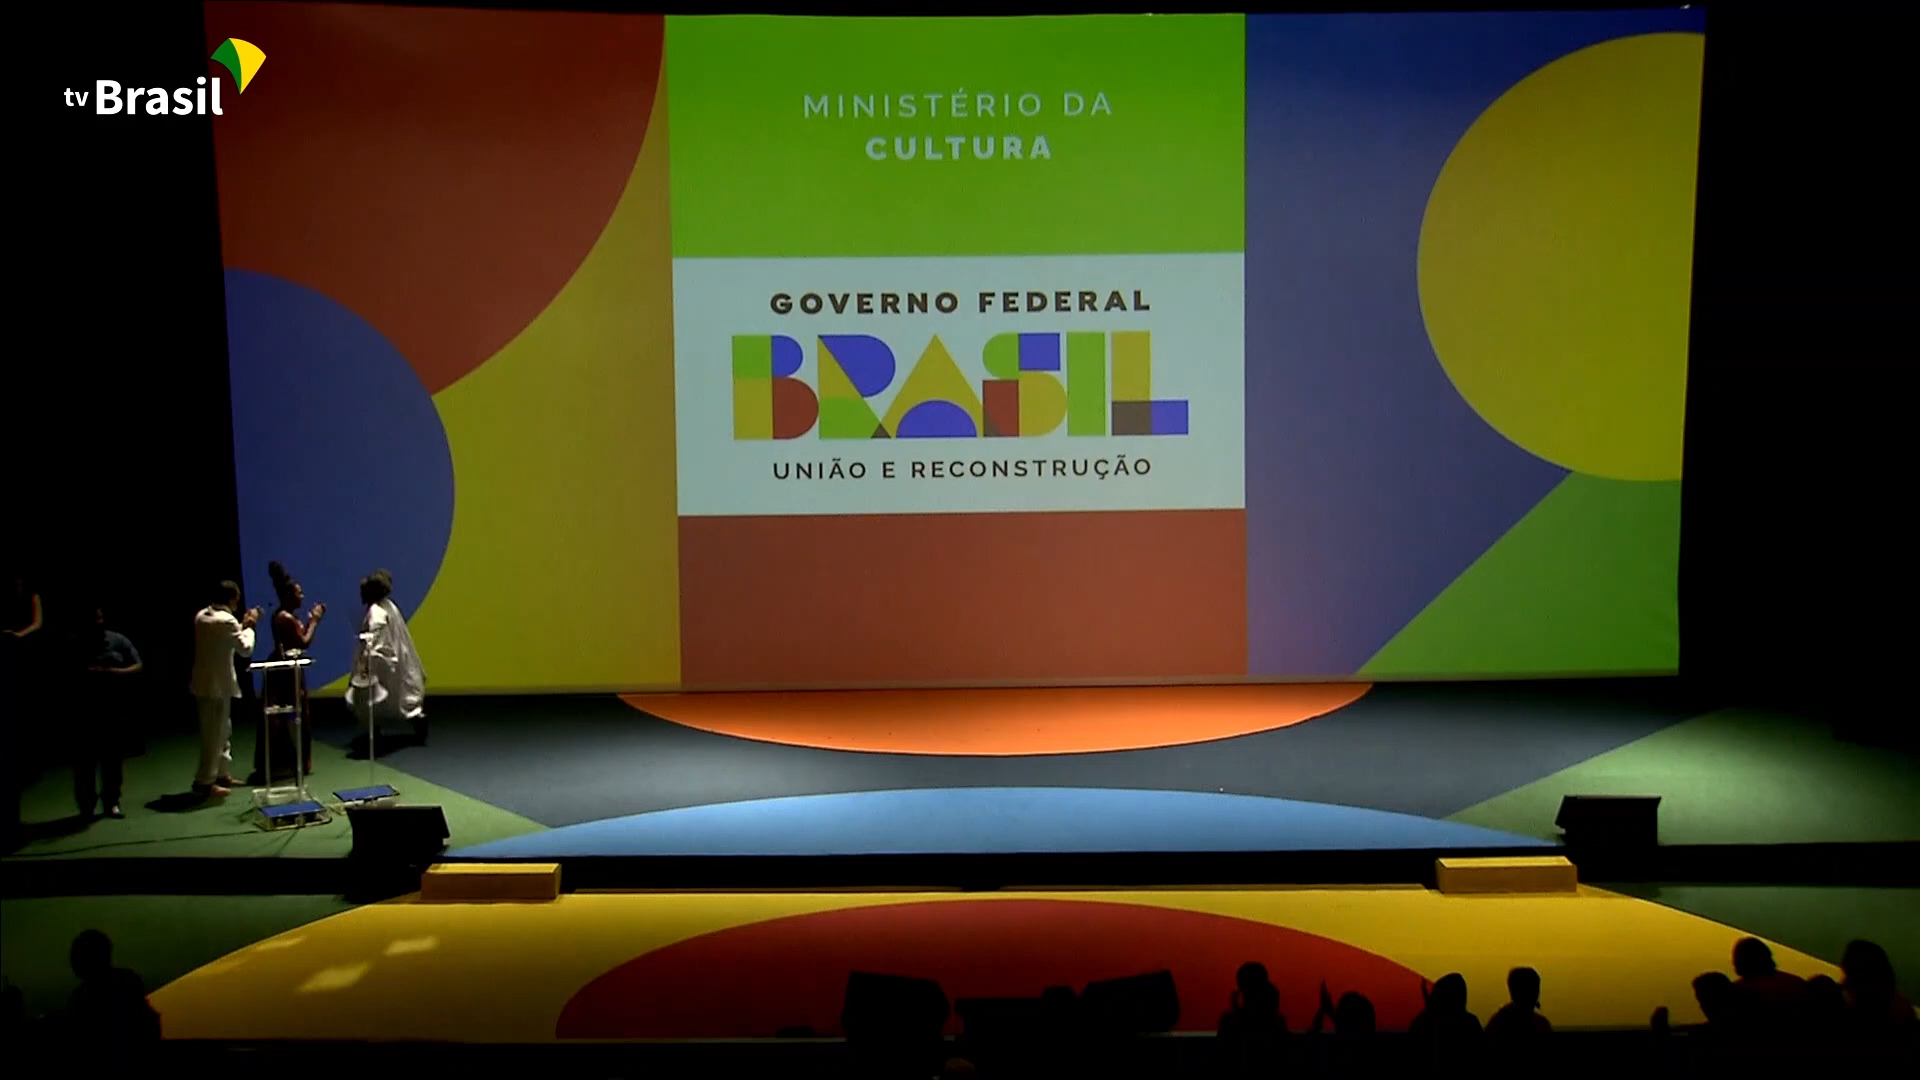 tv Brasil
MINISTÉRIO DA
CULTURA
GOVERNO FEDERAL
BRASIL
UNIÃO E RECONSTRUÇÃO